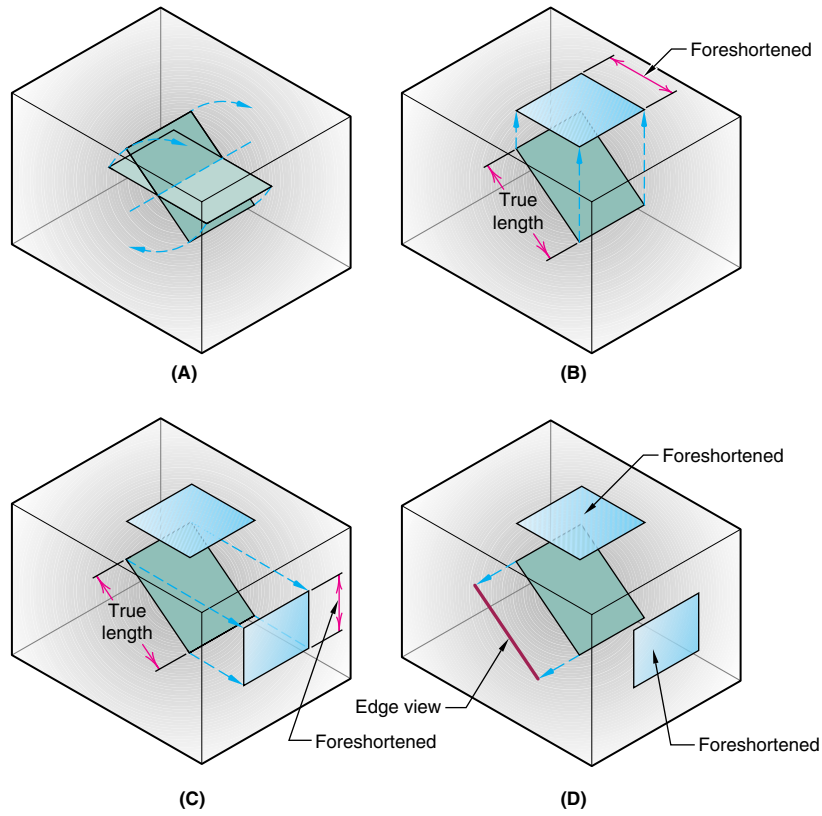 Foreshortened
True
length
(A)
(B)
Foreshortened
True
length
Edge view
Foreshortened
Foreshortened
(C)
(D)